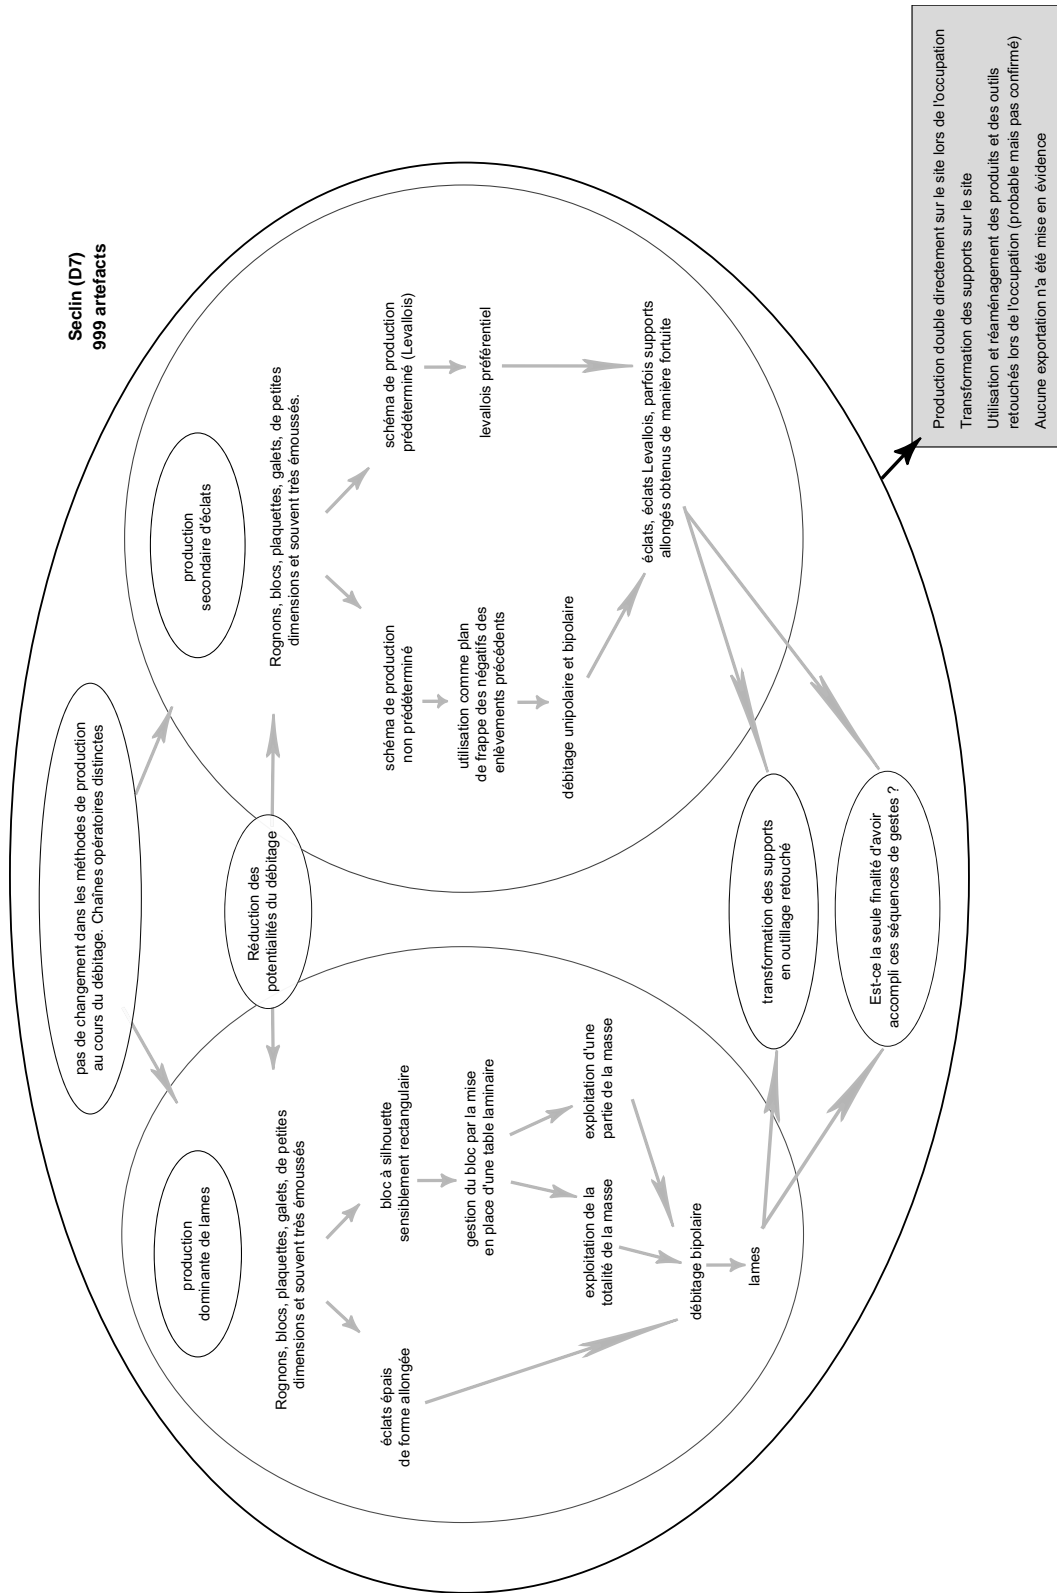 Seclin (D7)
999 artefacts
pas de changement dans les méthodes de production
au cours du débitage. Chaînes opératoires distinctes
production
dominante de lames
Réduction des
potentialités du débitage
production
secondaire d'éclats
Rognons, blocs, plaquettes, galets, de petites
dimensions et souvent très émoussés
éclats épais
de forme allongée
bloc à silhouette
sensiblement rectangulaire
gestion du bloc par la mise
en place d'une table laminaire
exploitation de la
totalité de la masse
exploitation d'une
partie de la masse
débitage bipolaire
lames
Rognons, blocs, plaquettes, galets, de petites
dimensions et souvent très émoussés.
schéma de production
non prédéterminé
utilisation comme plan
de frappe des négatifs des
enlèvements précédents
débitage unipolaire et bipolaire
schéma de production
prédéterminé (Levallois)
levallois préférentiel
éclats, éclats Levallois, parfois supports
allongés obtenus de manière fortuite
transformation des supports
en outillage retouché
Est-ce la seule finalité d'avoir
accompli ces séquences de gestes ?
Production double directement sur le site lors de l'occupation
Transformation des supports sur le site
Utilisation et réaménagement des produits et des outils
retouchés lors de l'occupation (probable mais pas confirmé)
Aucune exportation n'a été mise en évidence